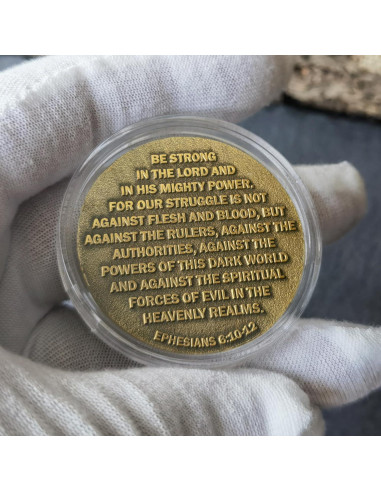 BE STRONG
IN THE LORD AND
IN HIS MIGHTY POWER.
FOR OUR STRUGGLE IS NOT
AGAINST FLESH AND BLOOD, BUT
AGAINST THE RULERS, AGAINST THE
AUTHORITIES, AGAINST THE
POWERS OF THIS DARK WORLD
AND AGAINST THE SPIRITUAL
FORCES OF EVIL IN THE
HEAVENLY REALMS.
EPHESIANS 6:10-12